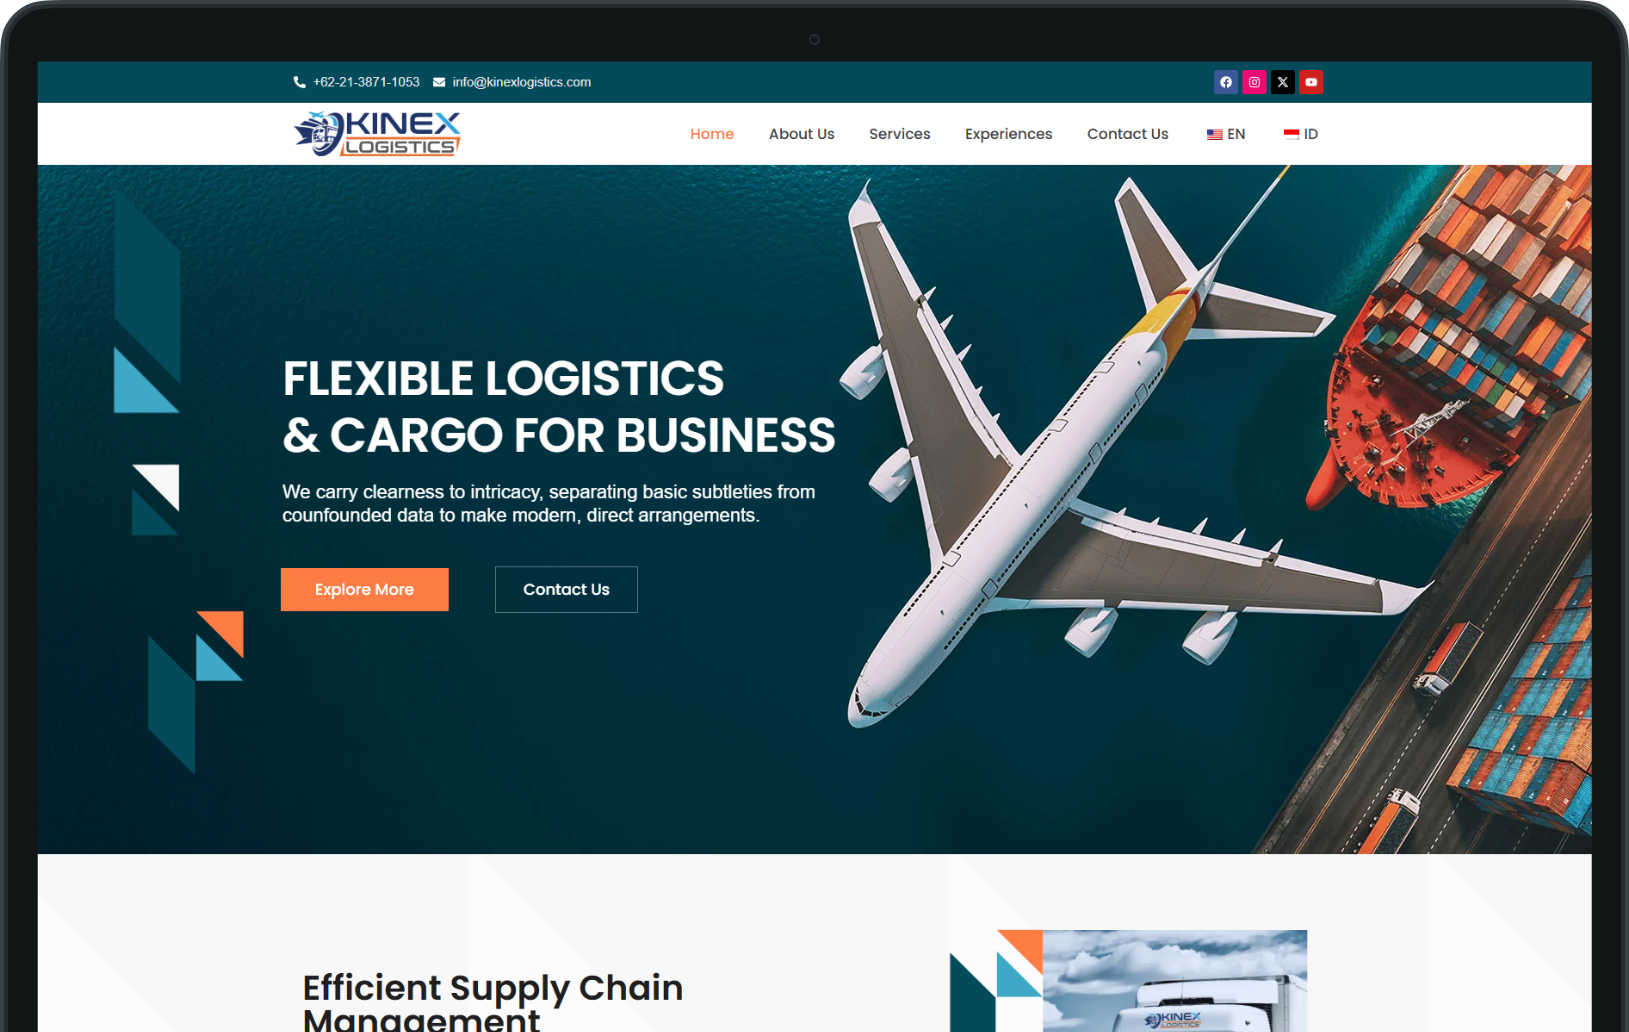 +62-21-3871-1053 info@kinexlogistics.com
KINEX
LOGISTICS
Home About Us Services Experiences Contact Us EN ID
FLEXIBLE LOGISTICS
& CARGO FOR BUSINESS
We carry clearness to intricacy, separating basic subtleties from
counfounded data to make modern, direct arrangements.
Explore More Contact Us
Efficient Supply Chain
Management
KINEX
LOGISTICS